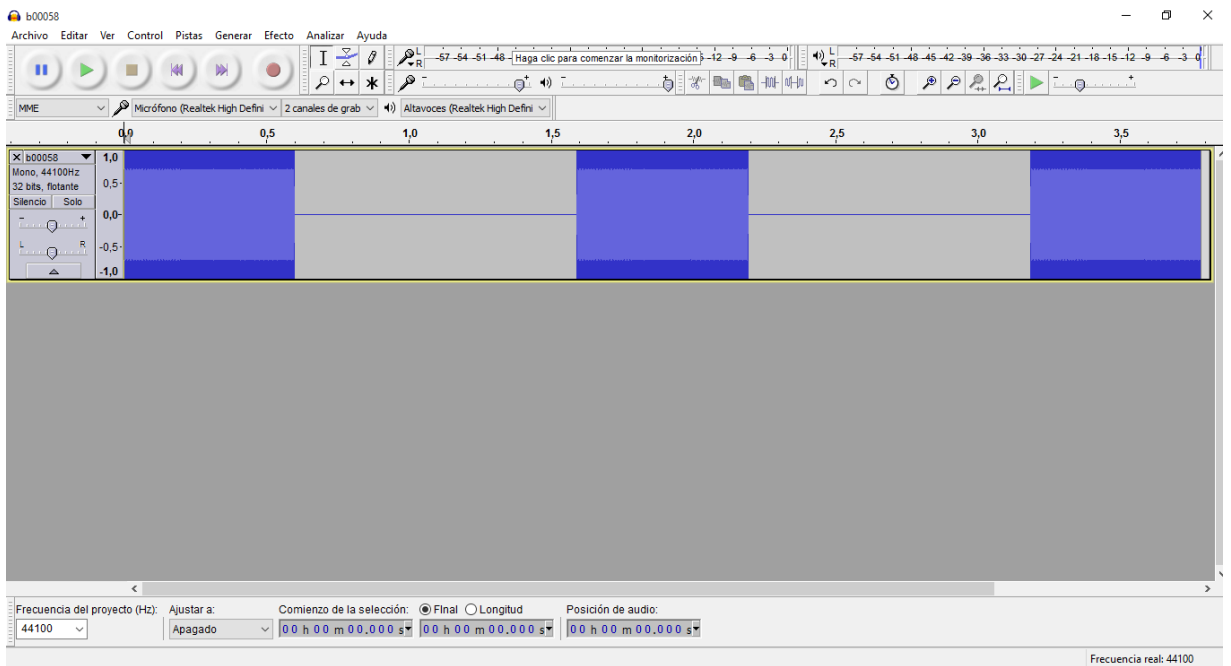 b00058
Archivo Editar Ver Control Pistas Generar Efecto Analizar Ayuda
L R -57 -54 -51 -48 - Haga clic para comenzar la monitorización -12 -9 -6 -3 0 L R -57 -54 -51 -48 -45 -42 -39 -36 -33 -30 -27 -24 -21 -18 -15 -12 -9 -6 -3 0
MME Micrófono (Realtek High Defini 2 canales de grab Altavoces (Realtek High Defini
0,0 0,5 1,0 1,5 2,0 2,5 3,0 3,5
b00058 1,0
Mono, 44100Hz
32 bits, flotante 0,5
Silencio Solo
- + 0,0
L R -0,5
-1,0
Frecuencia del proyecto (Hz): Ajustar a: Comienzo de la selección: FInal Longitud Posición de audio:
44100 Apagado 00 h 00 m 00.000 s 00 h 00 m 00.000 s 00 h 00 m 00.000 s
Frecuencia real: 44100